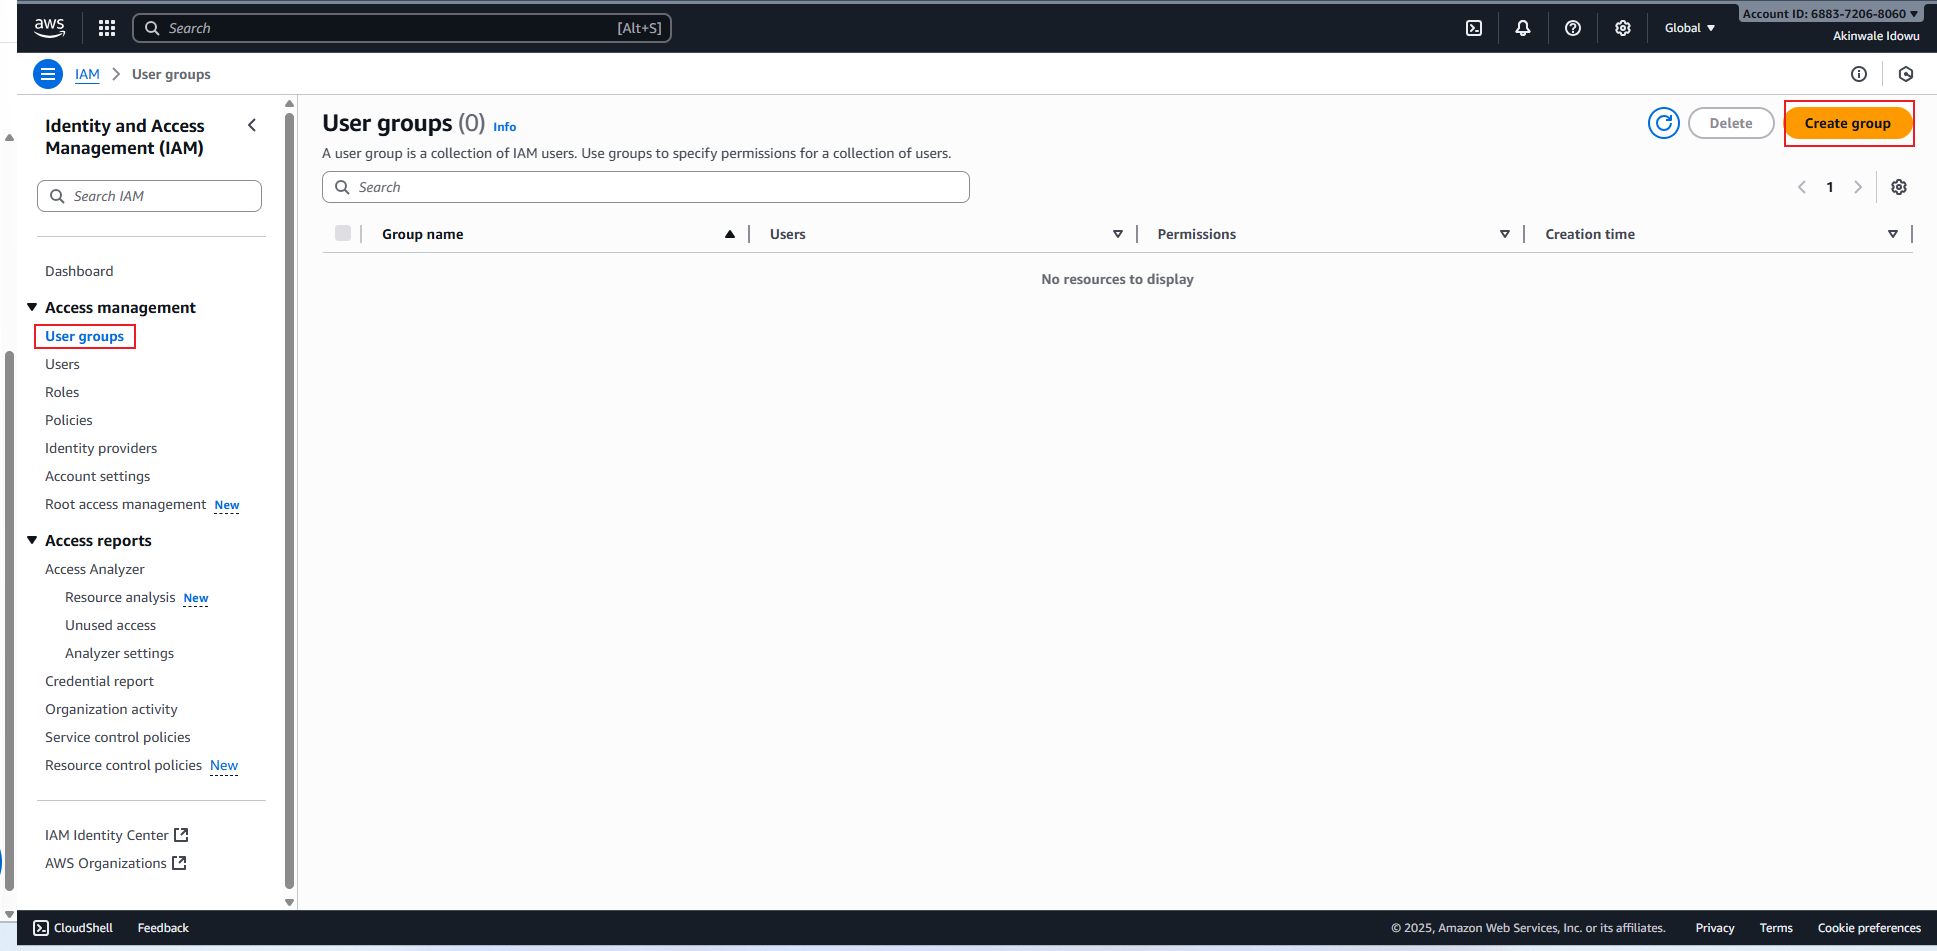 aws
Search [Alt+S]
Global
Account ID: 6883-7206-8060
Akinwale Idowu
IAM User groups
Identity and Access
Management (IAM)
Search IAM
Dashboard
Access management
User groups
Users
Roles
Policies
Identity providers
Account settings
Root access management New
Access reports
Access Analyzer
Resource analysis New
Unused access
Analyzer settings
Credential report
Organization activity
Service control policies
Resource control policies New
IAM Identity Center
AWS Organizations
User groups (0) Info
Delete
Create group
A user group is a collection of IAM users. Use groups to specify permissions for a collection of users.
Search
1
Group name Users Permissions Creation time
No resources to display
CloudShell Feedback
© 2025, Amazon Web Services, Inc. or its affiliates. Privacy Terms Cookie preferences